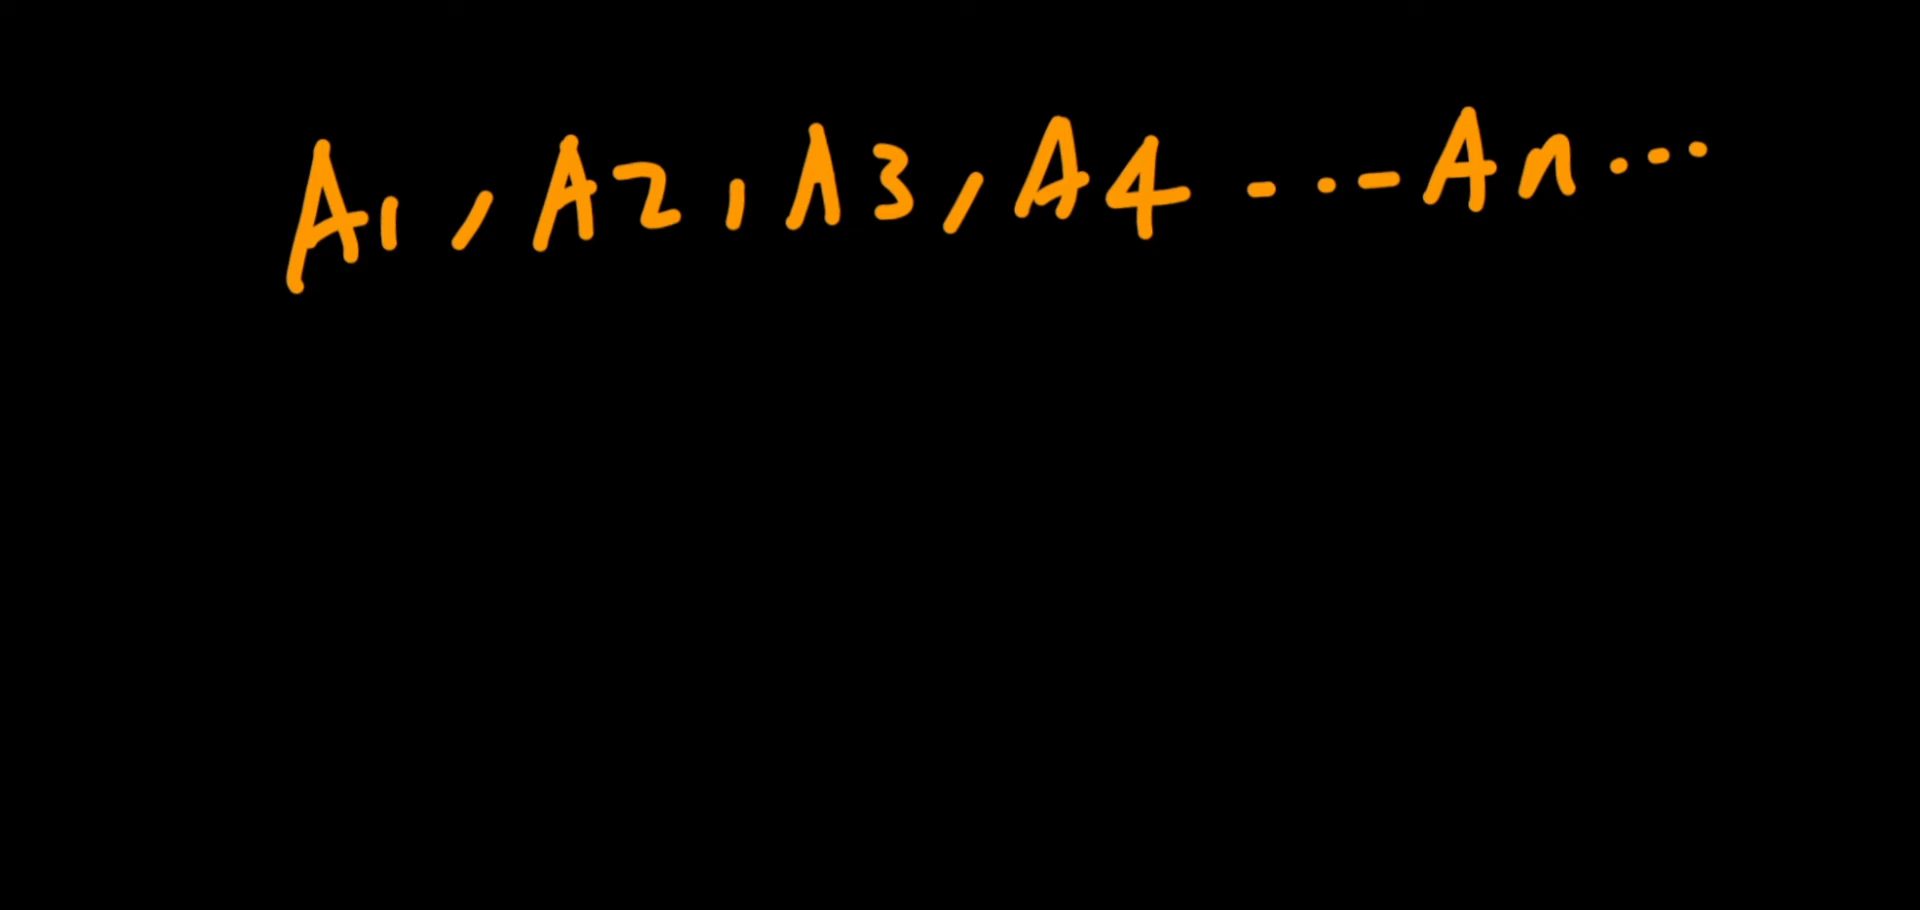 A1, A2, A3, A4 ... An ...